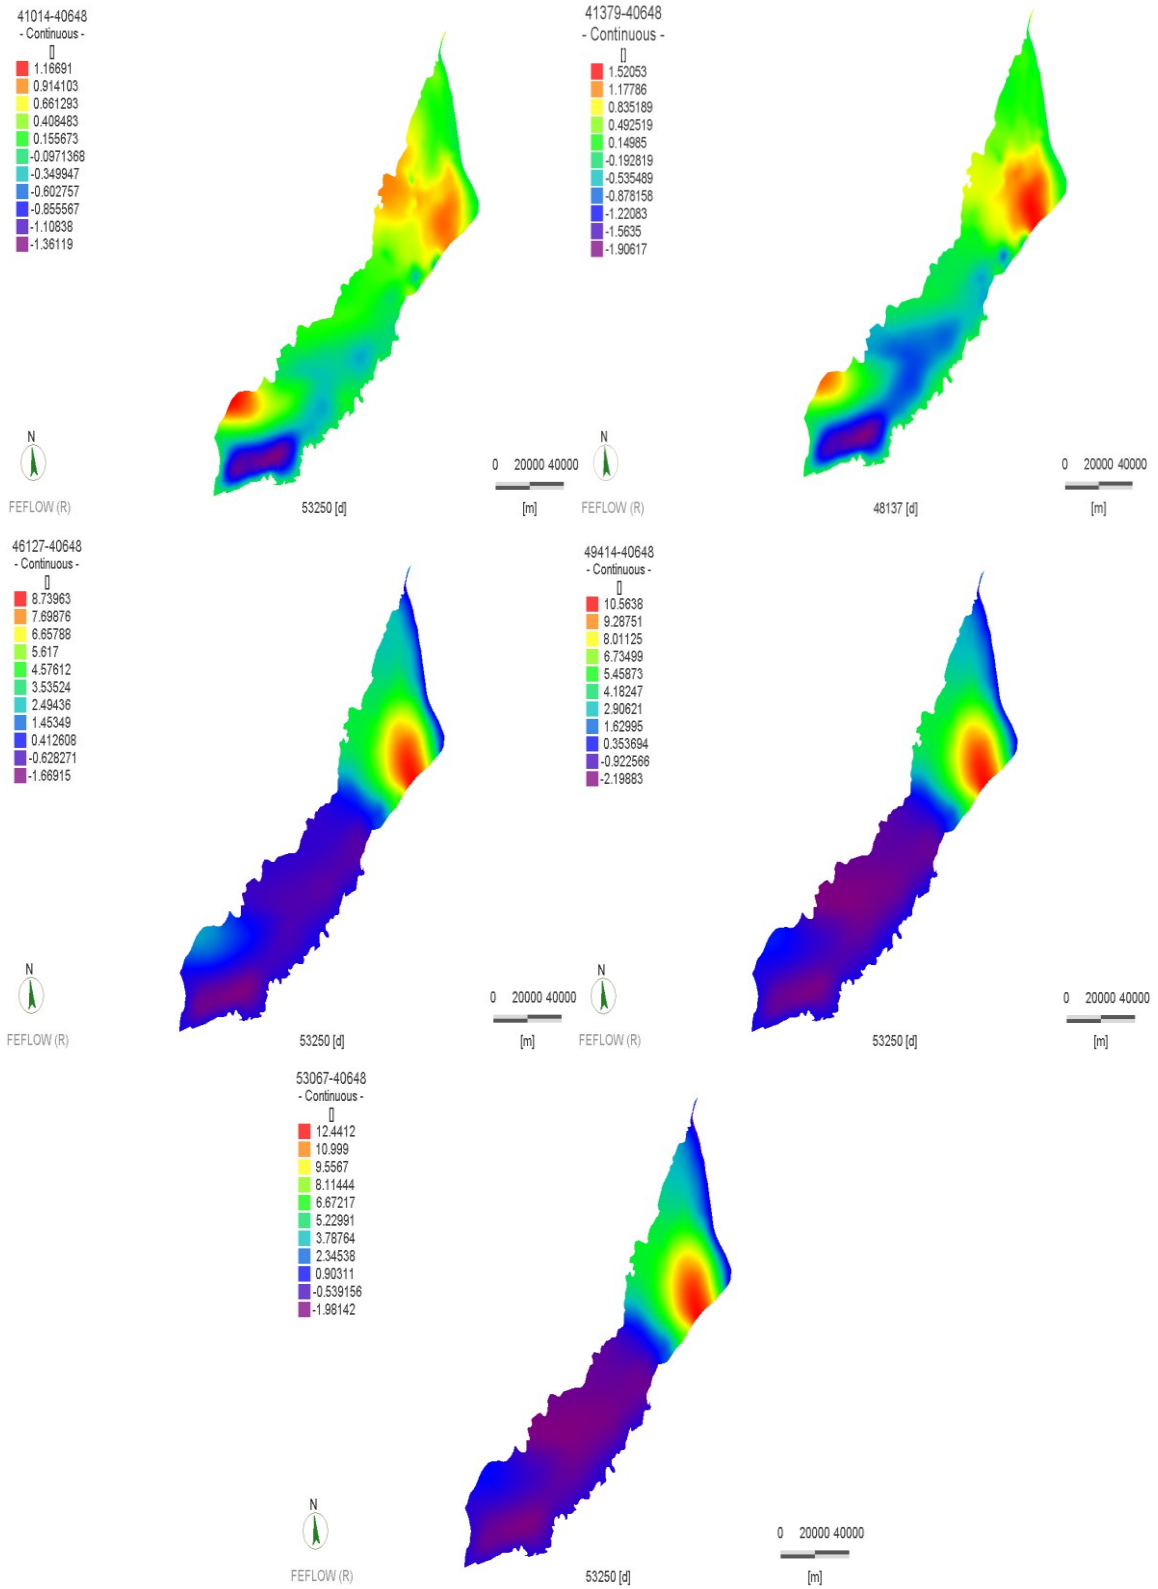 41014-40648
- Continuous -
[]
1.16691
0.914103
0.661293
0.408483
0.155673
-0.0971368
-0.349947
-0.602757
-0.855567
-1.10838
-1.36119
N
FEFLOW (R)
53250 [d]
0 20000 40000
[m]
41379-40648
- Continuous -
[]
1.52053
1.17786
0.835189
0.492519
0.14985
-0.192819
-0.535489
-0.878158
-1.22083
-1.5635
-1.90617
N
FEFLOW (R)
48137 [d]
0 20000 40000
[m]
46127-40648
- Continuous -
[]
8.73963
7.69876
6.65788
5.617
4.57612
3.53524
2.49436
1.45349
0.412608
-0.628271
-1.66915
N
FEFLOW (R)
53250 [d]
0 20000 40000
[m]
49414-40648
- Continuous -
[]
10.5638
9.28751
8.01125
6.73499
5.45873
4.18247
2.90621
1.62995
0.353694
-0.922566
-2.19883
N
FEFLOW (R)
53250 [d]
0 20000 40000
[m]
53067-40648
- Continuous -
[]
12.4412
10.999
9.5567
8.11444
6.67217
5.22991
3.78764
2.34538
0.90311
-0.539156
-1.98142
N
FEFLOW (R)
53250 [d]
0 20000 40000
[m]